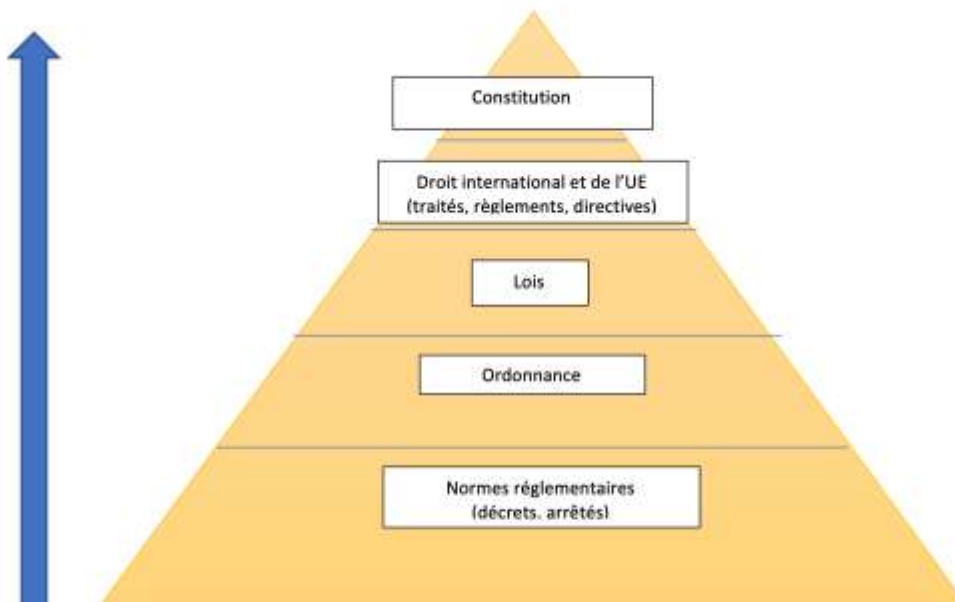 Constitution
Droit international et de l'UE
(traités, règlements, directives)
Lois
Ordonnance
Normes réglementaires
(décrets, arrêtés)